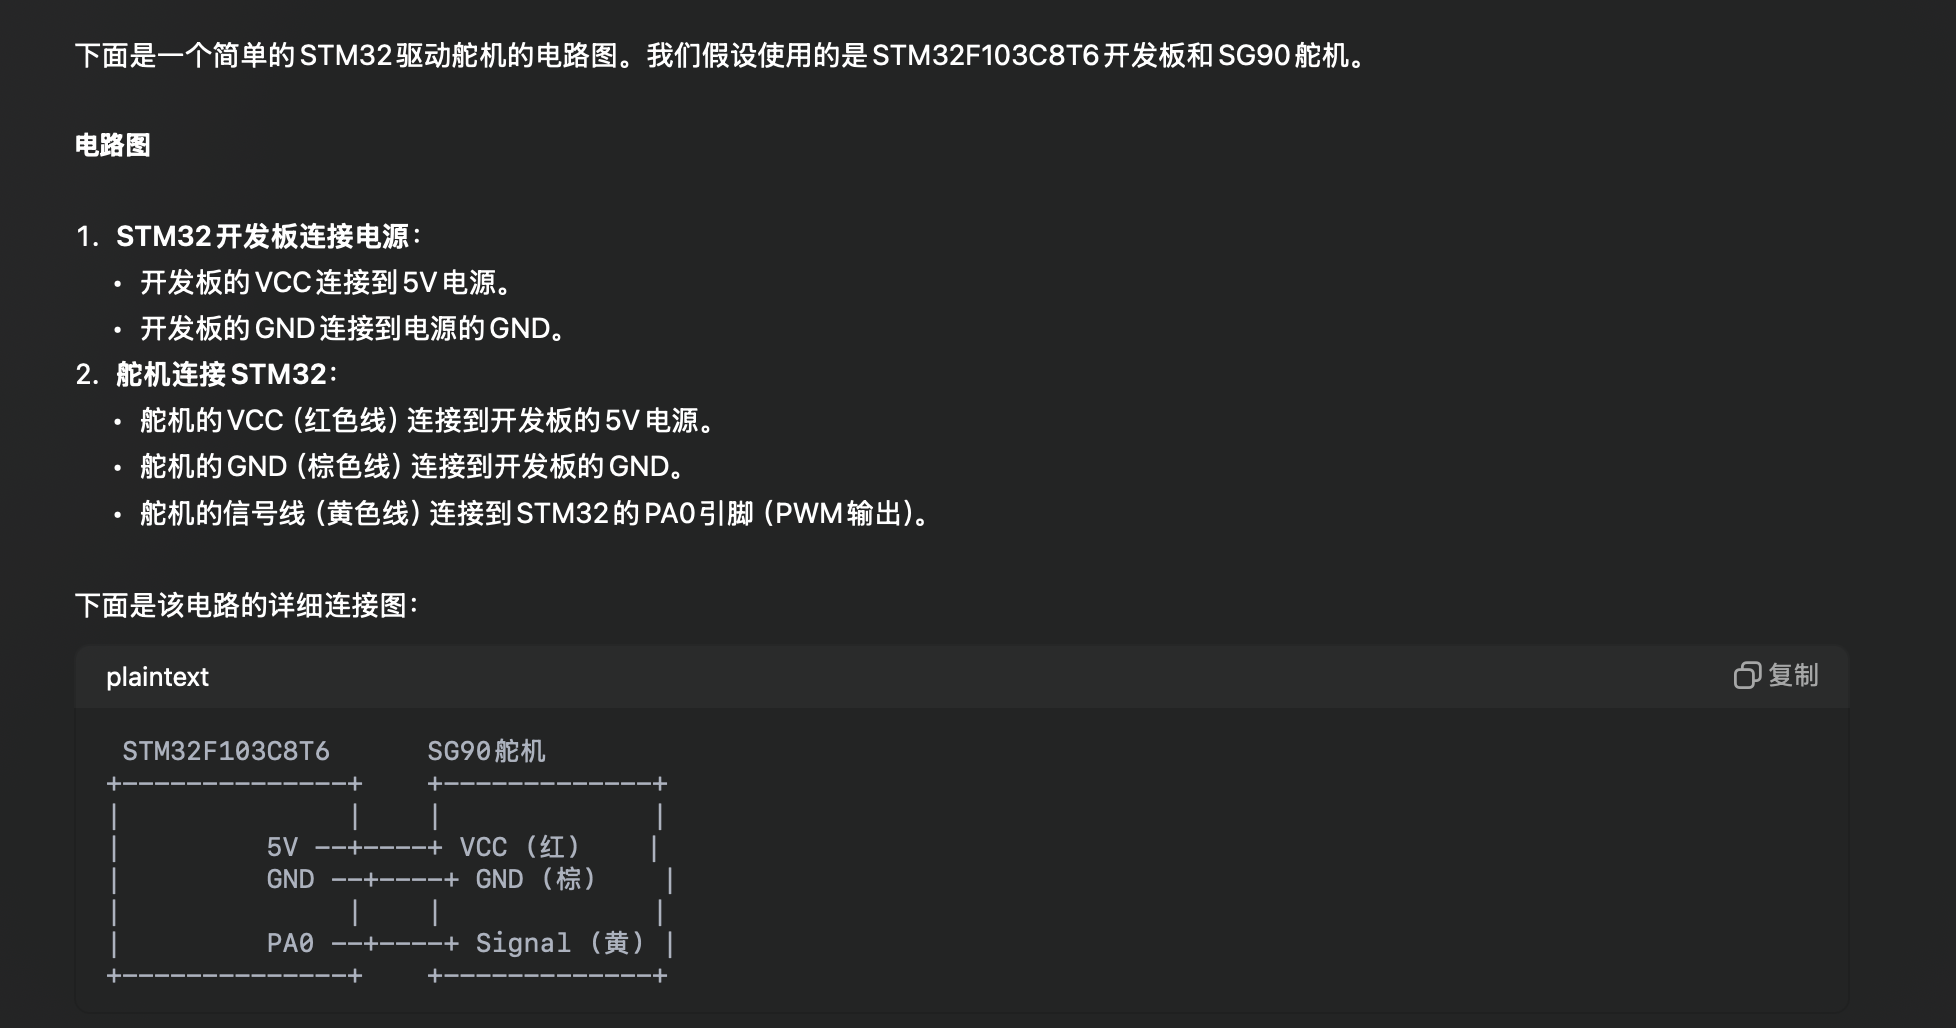 下面是一个简单的STM32驱动舵机的电路图。我们假设使用的是STM32F103C8T6开发板和SG90舵机。
电路图
1. STM32开发板连接电源：
• 开发板的VCC连接到5V电源。
• 开发板的GND连接到电源的GND。
2. 舵机连接STM32：
• 舵机的VCC（红色线）连接到开发板的5V电源。
• 舵机的GND（棕色线）连接到开发板的GND。
• 舵机的信号线（黄色线）连接到STM32的PA0引脚（PWM输出）。
下面是该电路的详细连接图：
plaintext 复制
 STM32F103C8T6      SG90舵机
+--------------+    +-------------+
|              |    |             |
|         5V --+----+ VCC (红)    |
|         GND --+----+ GND (棕)    |
|              |    |             |
|         PA0 --+----+ Signal (黄) |
+--------------+    +-------------+